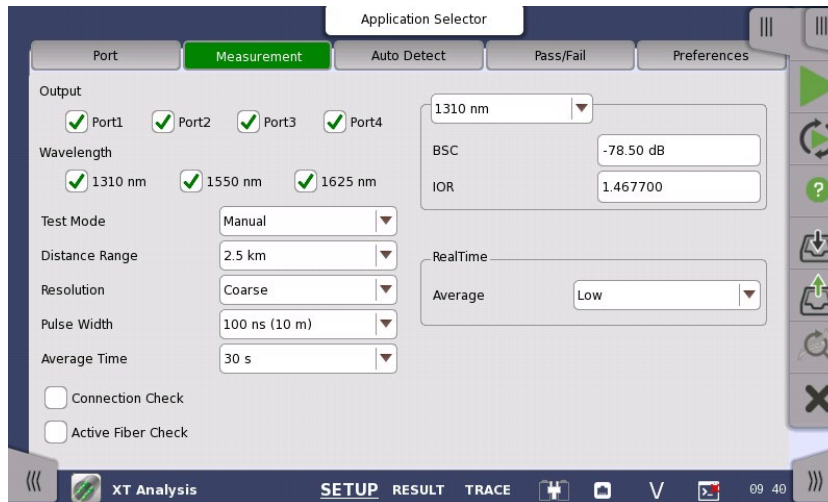 Application Selector
Port Measurement Auto Detect Pass/Fail Preferences
Output
Port1 Port2 Port3 Port4
Wavelength
1310 nm 1550 nm 1625 nm
Test Mode Manual
Distance Range 2.5 km
Resolution Coarse
Pulse Width 100 ns (10 m)
Average Time 30 s
Connection Check
Active Fiber Check
1310 nm
BSC -78.50 dB
IOR 1.467700
RealTime
Average Low
XT Analysis SETUP RESULT TRACE V 09 40